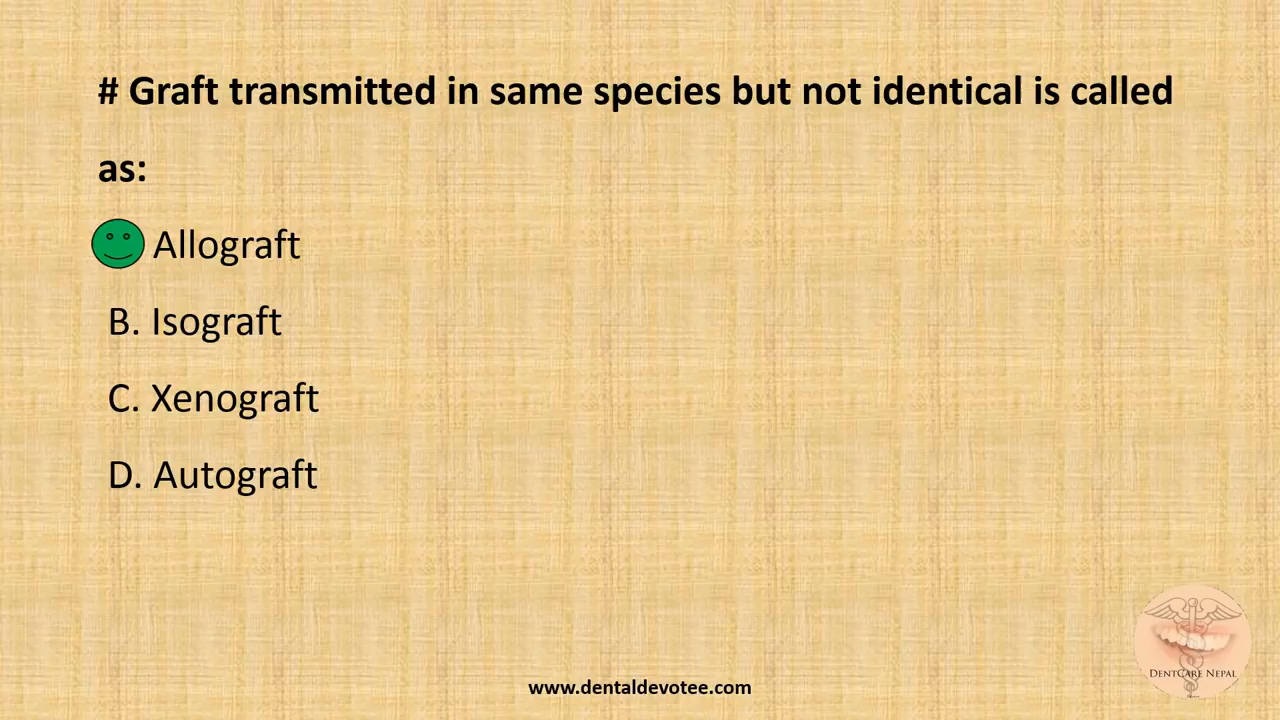 # Graft transmitted in same species but not identical is called
as:
Allograft
B. Isograft
C. Xenograft
D. Autograft
DentCare Nepal
www.dentaldevotee.com